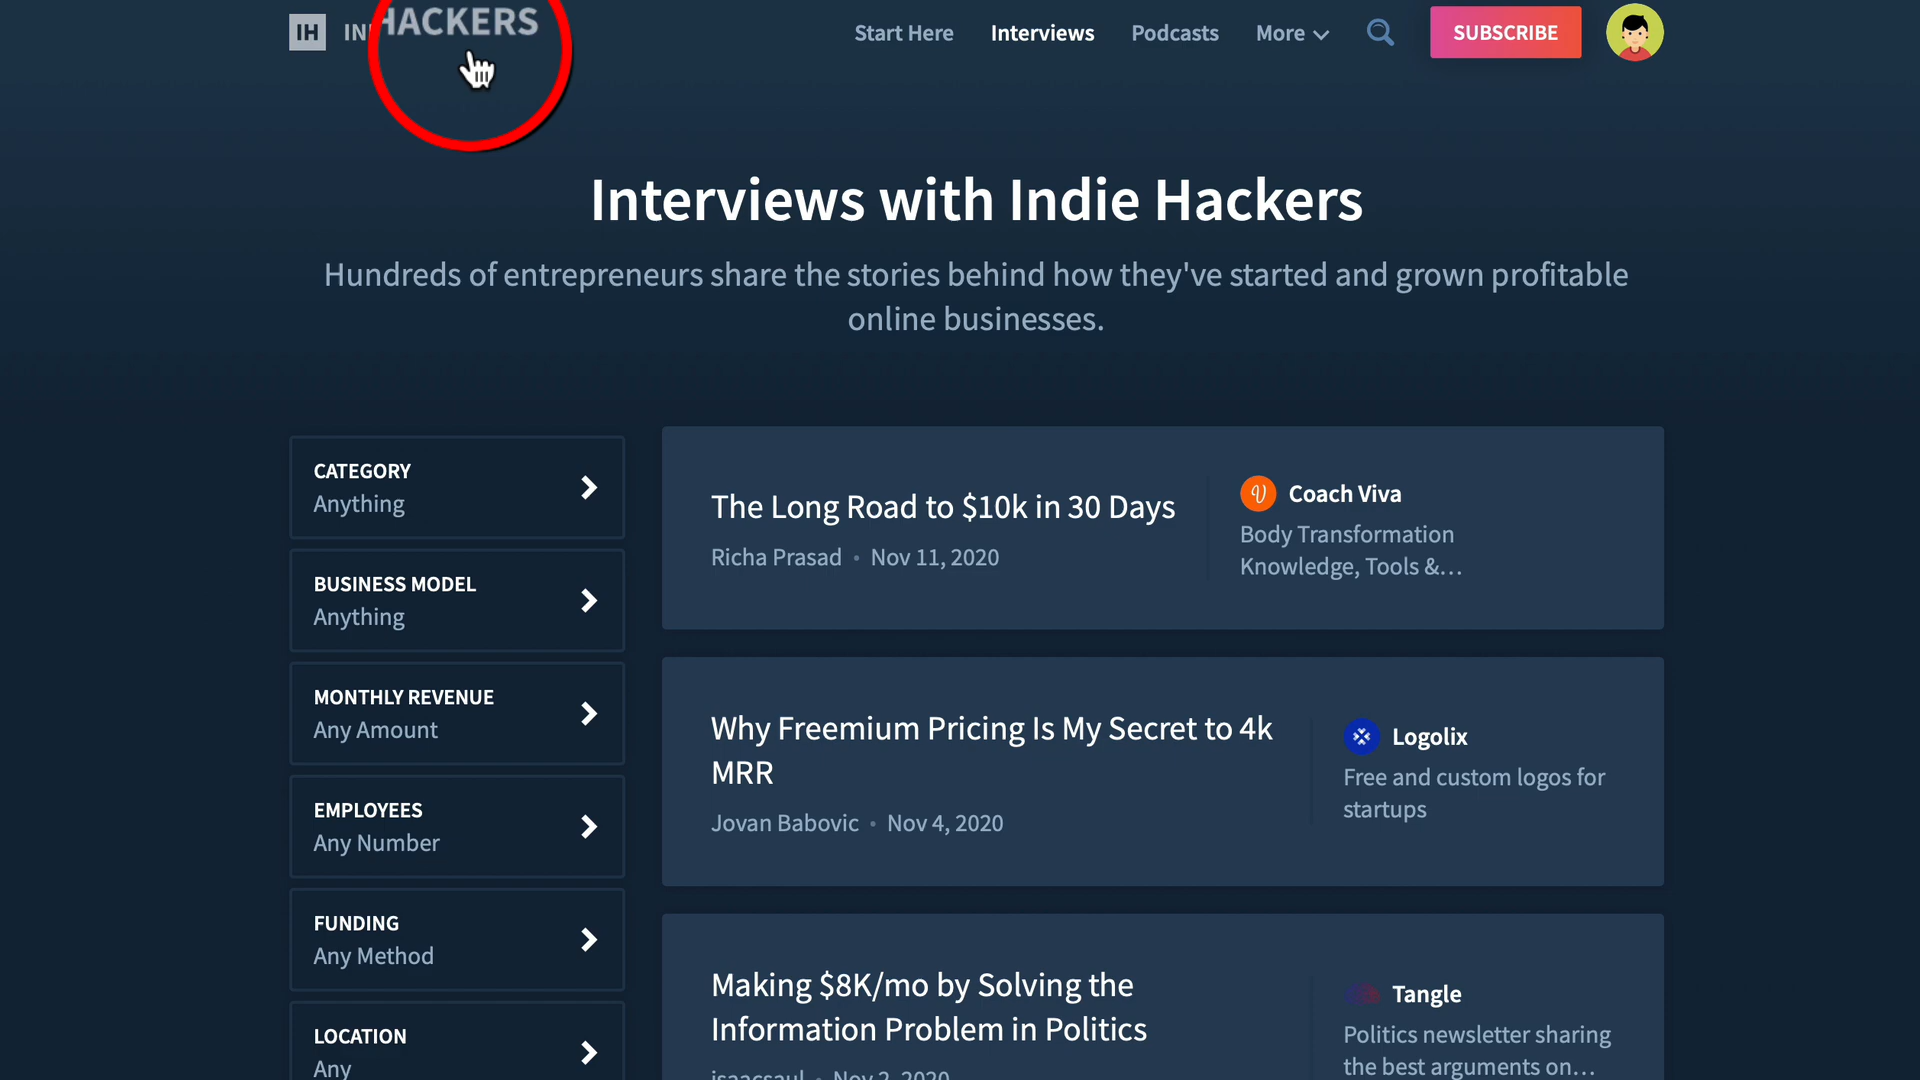 IH IN HACKERS Start Here Interviews Podcasts More SUBSCRIBE
Interviews with Indie Hackers
Hundreds of entrepreneurs share the stories behind how they've started and grown profitable
online businesses.
CATEGORY
Anything
BUSINESS MODEL
Anything
MONTHLY REVENUE
Any Amount
EMPLOYEES
Any Number
FUNDING
Any Method
LOCATION
Any
The Long Road to $10k in 30 Days
Richa Prasad • Nov 11, 2020
Coach Viva
Body Transformation
Knowledge, Tools &...
Why Freemium Pricing Is My Secret to 4k
MRR
Jovan Babovic • Nov 4, 2020
Logolix
Free and custom logos for
startups
Making $8K/mo by Solving the
Information Problem in Politics
isaacsaul • Nov 2, 2020
Tangle
Politics newsletter sharing
the best arguments on...